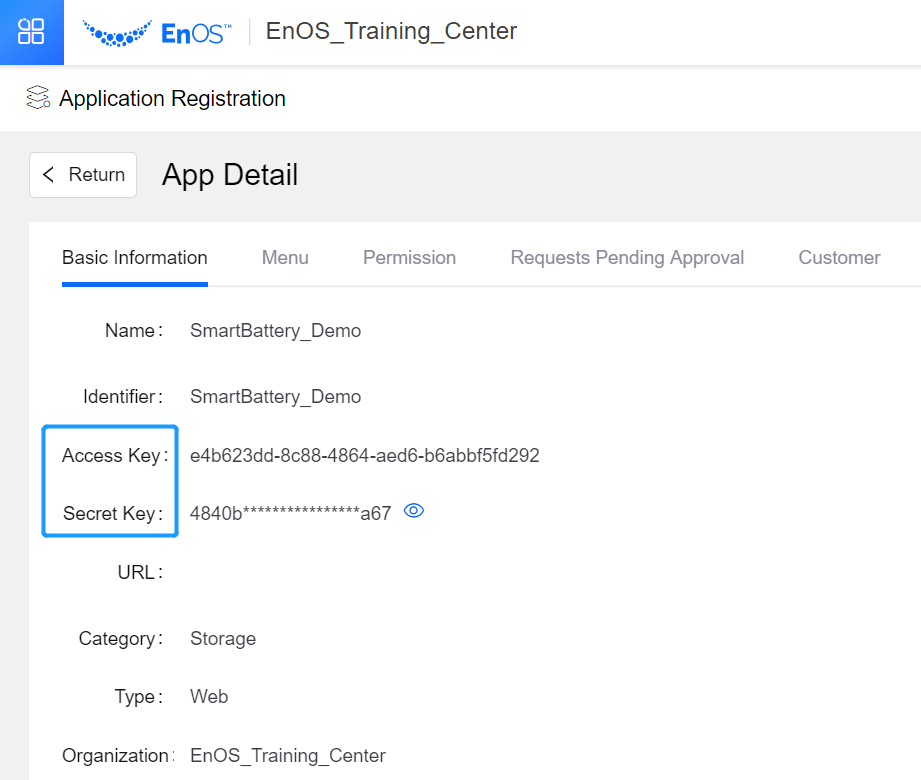 EnOS™ EnOS_Training_Center
Application Registration
Return App Detail
Basic Information Menu Permission Requests Pending Approval Customer
Name: SmartBattery_Demo
Identifier: SmartBattery_Demo
Access Key: e4b623dd-8c88-4864-aed6-b6abbf5fd292
Secret Key: 4840b****************a67
URL:
Category: Storage
Type: Web
Organization: EnOS_Training_Center